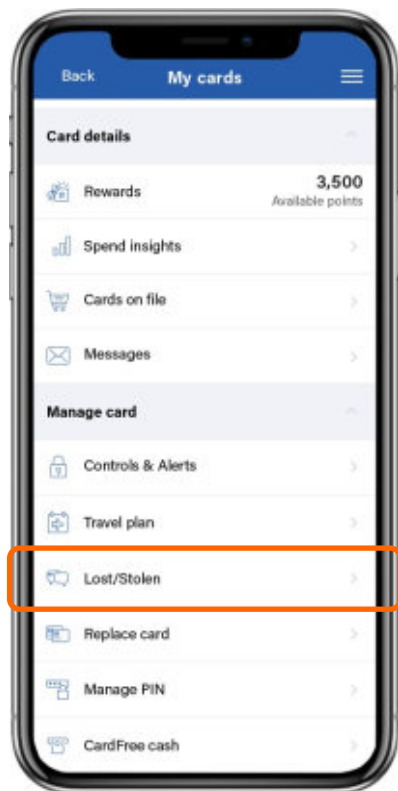 Back My cards
Card details
Rewards 3,500
Available points
Spend insights
Cards on file
Messages
Manage card
Controls & Alerts
Travel plan
Lost/Stolen
Replace card
Manage PIN
CardFree cash